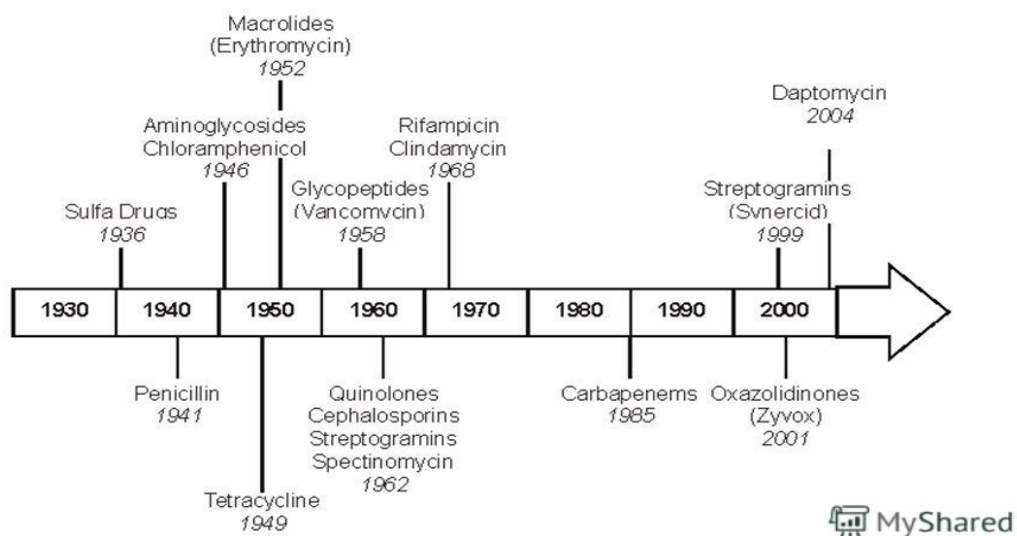 Macrolides
(Erythromycin)
1952
Daptomycin
2004
Aminoglycosides
Chloramphenicol
1946
Rifampicin
Clindamycin
1968
Glycopeptides
(Vancomycin)
1958
Streptogramins
(Synercid)
1999
Sulfa Drugs
1936
1930 1940 1950 1960 1970 1980 1990 2000
Penicillin
1941
Quinolones
Cephalosporins
Streptogramins
Spectinomycin
1962
Carbapenems
1985
Oxazolidinones
(Zyvox)
2001
Tetracycline
1949
MyShared